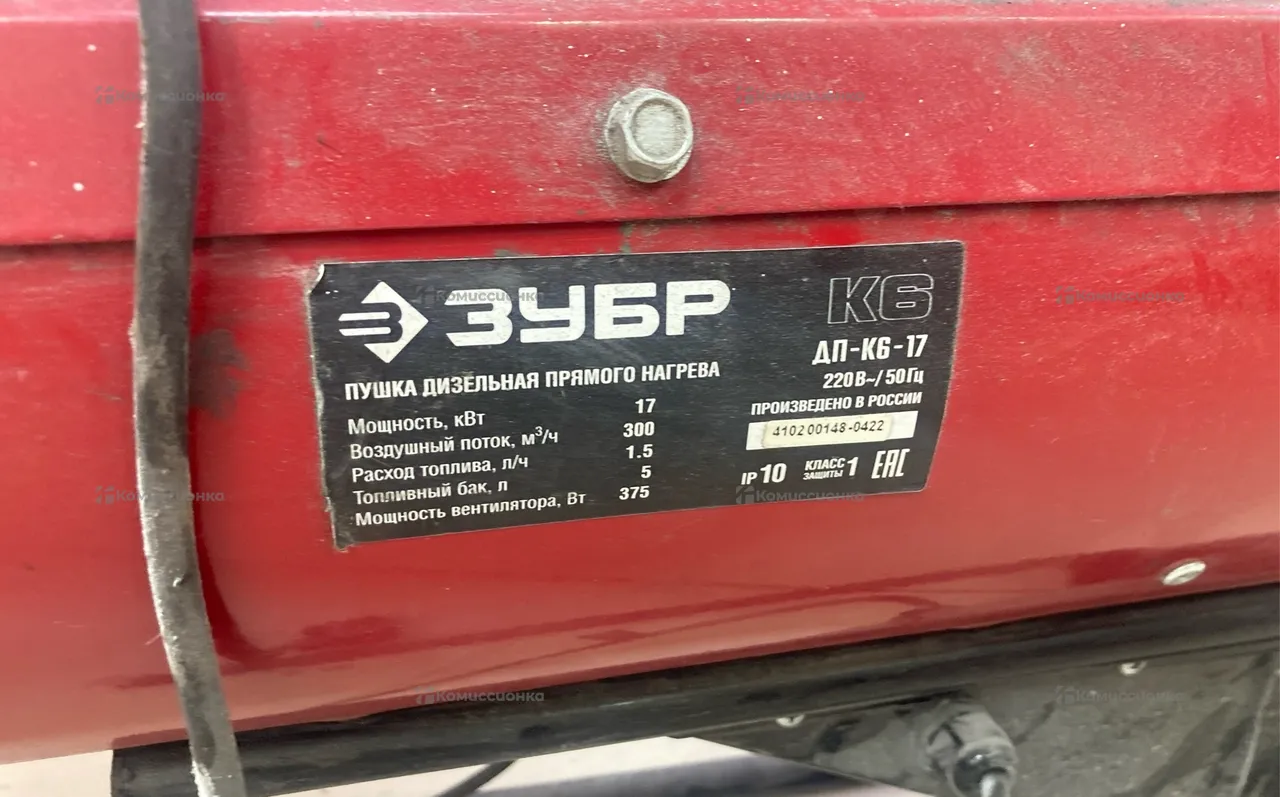 Комиссионка
Комиссионка
Комиссионка
Комиссионка
ЗУБР
К6
ДП-К6-17
220В~/50Гц
ПРОИЗВЕДЕНО В РОССИИ
410200148-0422
IP10 КЛАСС ЗАЩИТЫ 1 EAC
ПУШКА ДИЗЕЛЬНАЯ ПРЯМОГО НАГРЕВА
Мощность, кВт 17
Воздушный поток, м³/ч 300
Расход топлива, л/ч 1.5
Топливный бак, л 5
Мощность вентилятора, Вт 375
Комиссионка
Комиссионка
Комиссионка
Комиссионка